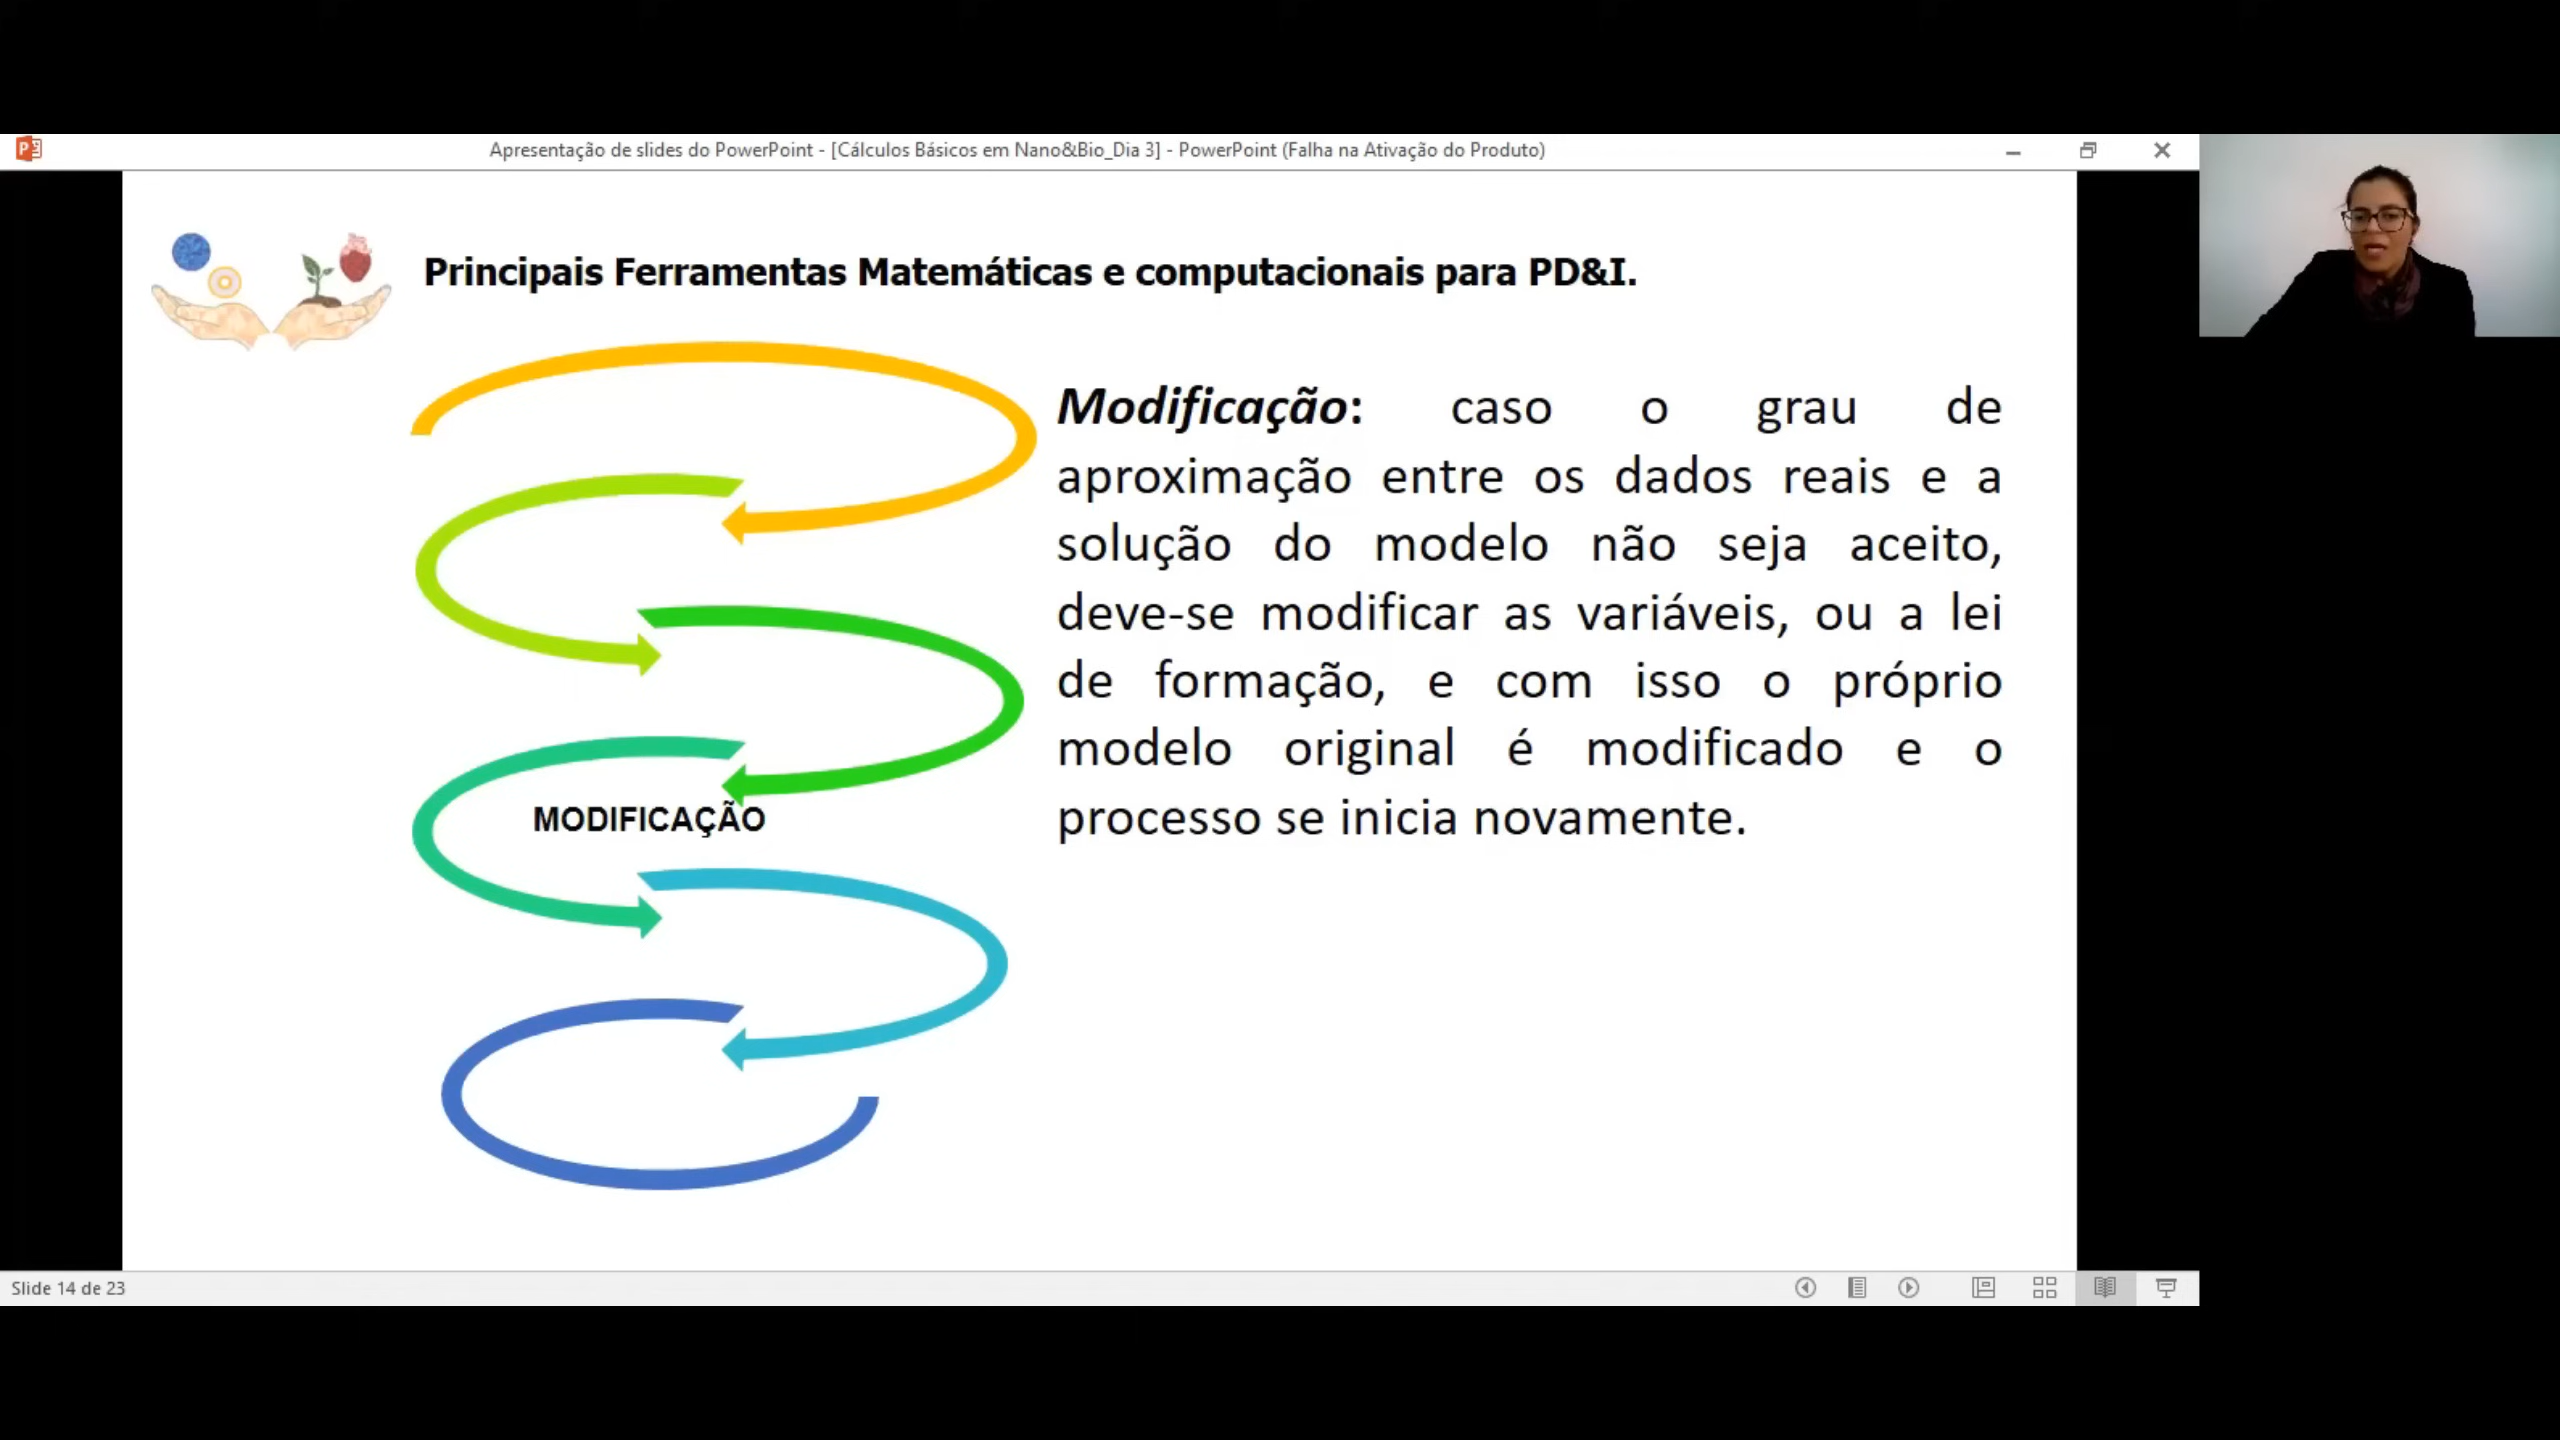 Apresentação de slides do PowerPoint - [Cálculos Básicos em Nano&Bio_Dia 3] - PowerPoint (Falha na Ativação do Produto)
Principais Ferramentas Matemáticas e computacionais para PD&I.
MODIFICAÇÃO
Modificação: caso o grau de
aproximação entre os dados reais e a
solução do modelo não seja aceito,
deve-se modificar as variáveis, ou a lei
de formação, e com isso o próprio
modelo original é modificado e o
processo se inicia novamente.
Slide 14 de 23